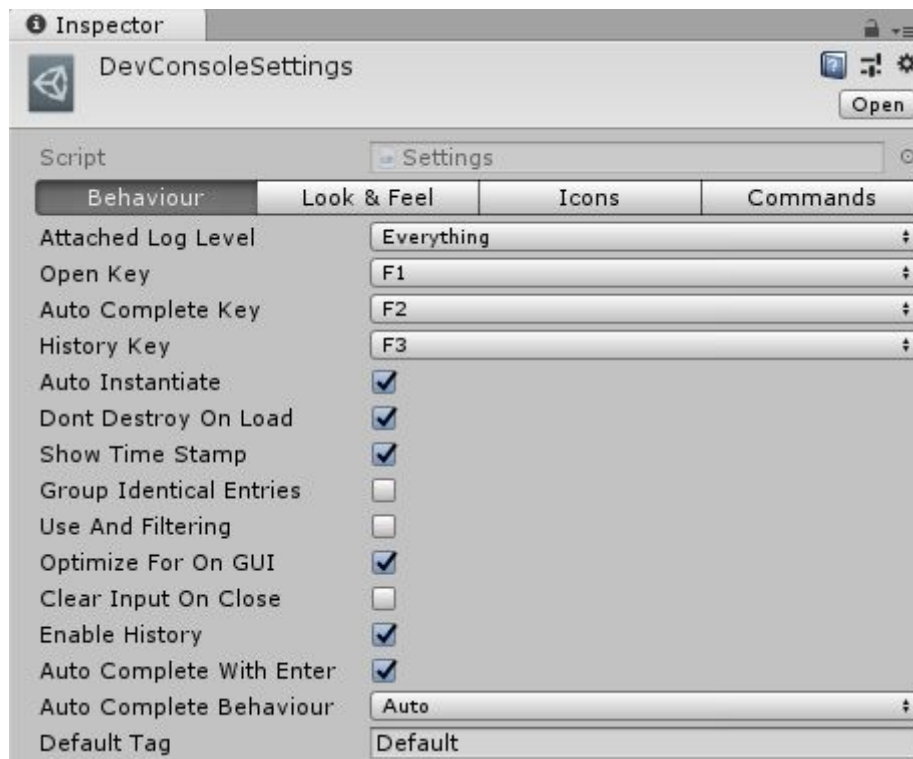 Inspector
DevConsoleSettings
Open
Script Settings
Behaviour Look & Feel Icons Commands
Attached Log Level Everything
Open Key F1
Auto Complete Key F2
History Key F3
Auto Instantiate
Dont Destroy On Load
Show Time Stamp
Group Identical Entries
Use And Filtering
Optimize For On GUI
Clear Input On Close
Enable History
Auto Complete With Enter
Auto Complete Behaviour Auto
Default Tag Default